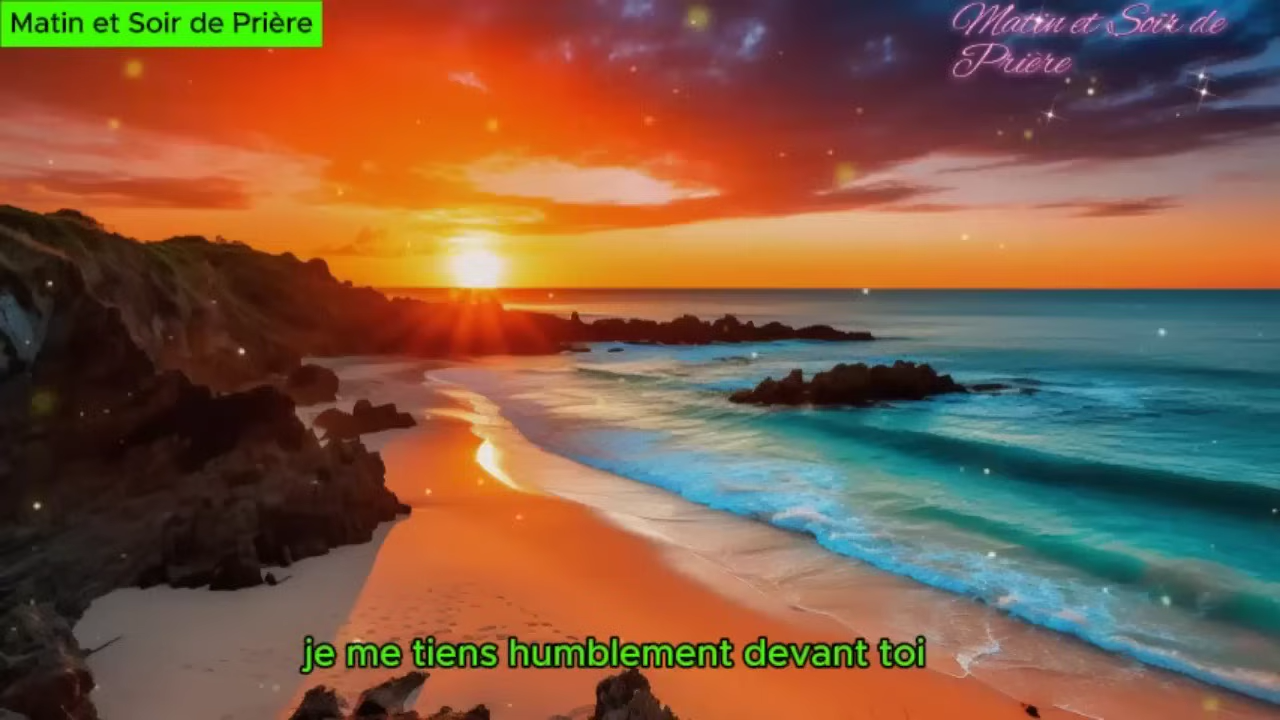 Matin et Soir de Prière
Matin et Soir de
Prière
je me tiens humblement devant toi